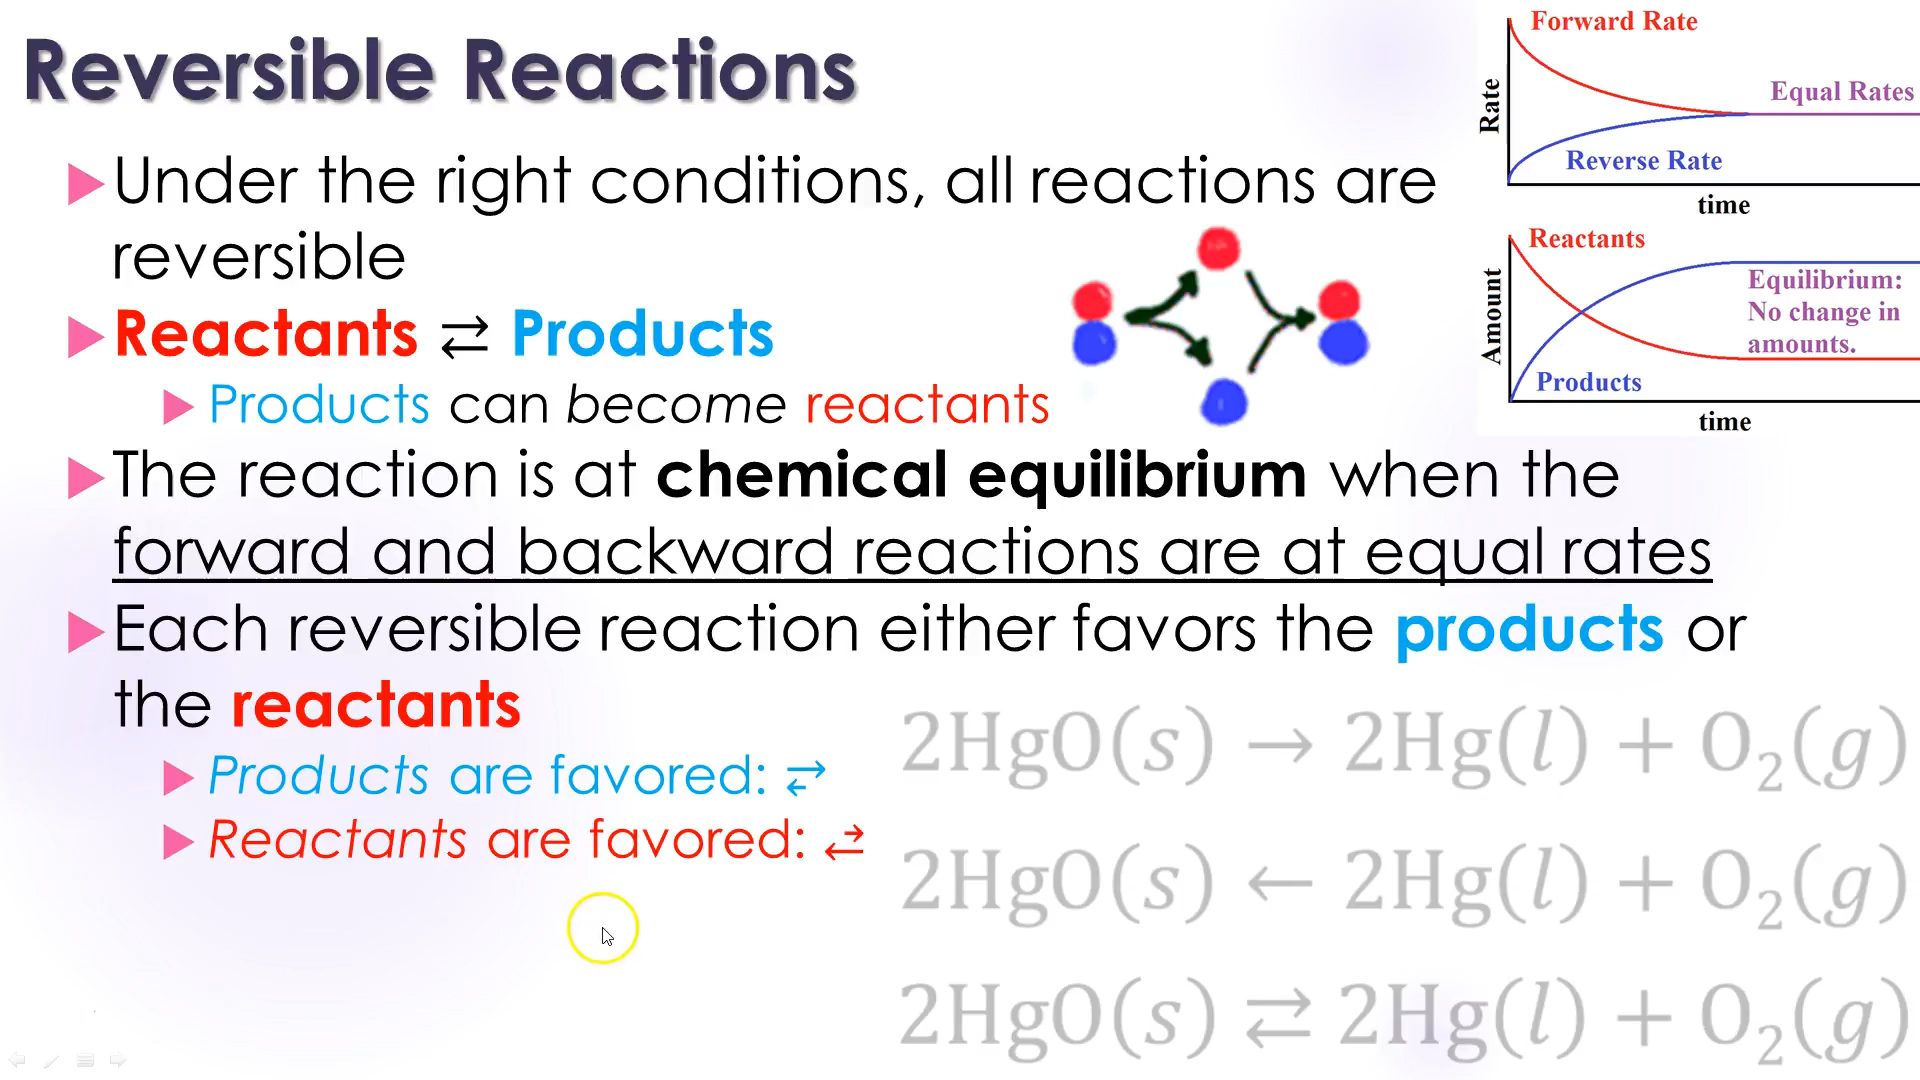 Reversible Reactions
Under the right conditions, all reactions are
reversible
Reactants ⇄ Products
Products can become reactants
The reaction is at chemical equilibrium when the
forward and backward reactions are at equal rates
Each reversible reaction either favors the products or
the reactants
Products are favored: ⇄
Reactants are favored: ⇄
Forward Rate
Equal Rates
Rate
Reverse Rate
time
Reactants
Equilibrium:
No change in
amounts.
Amount
Products
time
2HgO(s) → 2Hg(l) + O₂(g)
2HgO(s) ← 2Hg(l) + O₂(g)
2HgO(s) ⇄ 2Hg(l) + O₂(g)